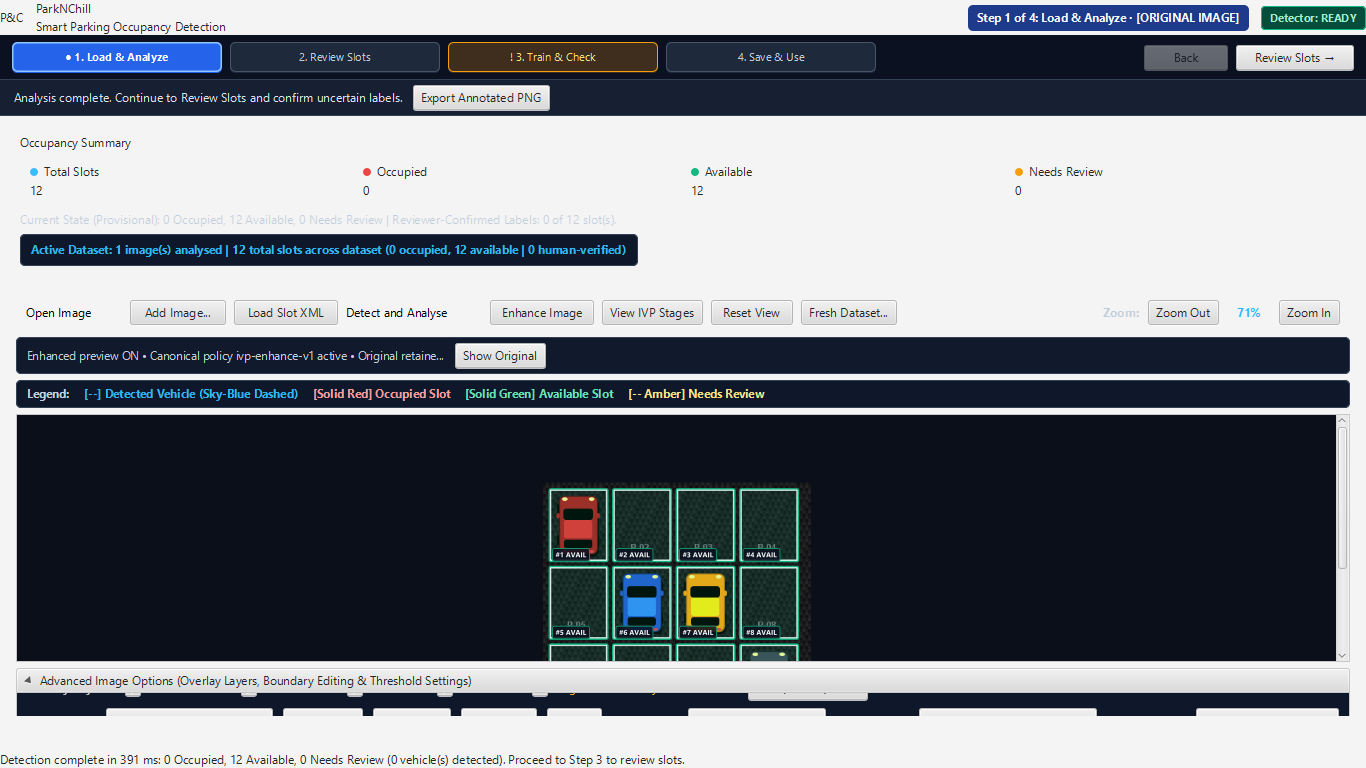 P&C
ParkNChill
Smart Parking Occupancy Detection
Step 1 of 4: Load & Analyze · [ORIGINAL IMAGE]
Detector: READY
● 1. Load & Analyze
2. Review Slots
! 3. Train & Check
4. Save & Use
Back
Review Slots →
Analysis complete. Continue to Review Slots and confirm uncertain labels.
Export Annotated PNG
Occupancy Summary
Total Slots
Occupied
Available
Needs Review
12
0
12
0
Current State (Provisional): 0 Occupied, 12 Available, 0 Needs Review | Reviewer-Confirmed Labels: 0 of 12 slot(s).
Active Dataset: 1 image(s) analysed | 12 total slots across dataset (0 occupied, 12 available | 0 human-verified)
Open Image
Add Image...
Load Slot XML
Detect and Analyse
Enhance Image
View IVP Stages
Reset View
Fresh Dataset...
Zoom:
Zoom Out
71%
Zoom In
Enhanced preview ON • Canonical policy ivp-enhance-v1 active • Original retaine...
Show Original
Legend:
[--] Detected Vehicle (Sky-Blue Dashed)
[Solid Red] Occupied Slot
[Solid Green] Available Slot
[-- Amber] Needs Review
#1 AVAIL
#2 AVAIL
#3 AVAIL
#4 AVAIL
#5 AVAIL
#6 AVAIL
#7 AVAIL
#8 AVAIL
Advanced Image Options (Overlay Layers, Boundary Editing & Threshold Settings)
Detection complete in 391 ms: 0 Occupied, 12 Available, 0 Needs Review (0 vehicle(s) detected). Proceed to Step 3 to review slots.